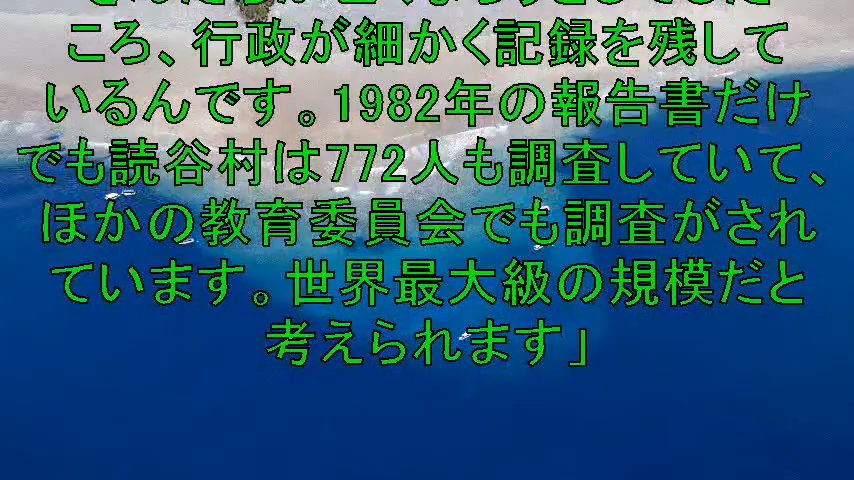 ころ、行政が細かく記録を残して
いるんです。1982年の報告書だけ
でも読谷村は772人も調査していて、
ほかの教育委員会でも調査がされ
ています。世界最大級の規模だと
考えられます」